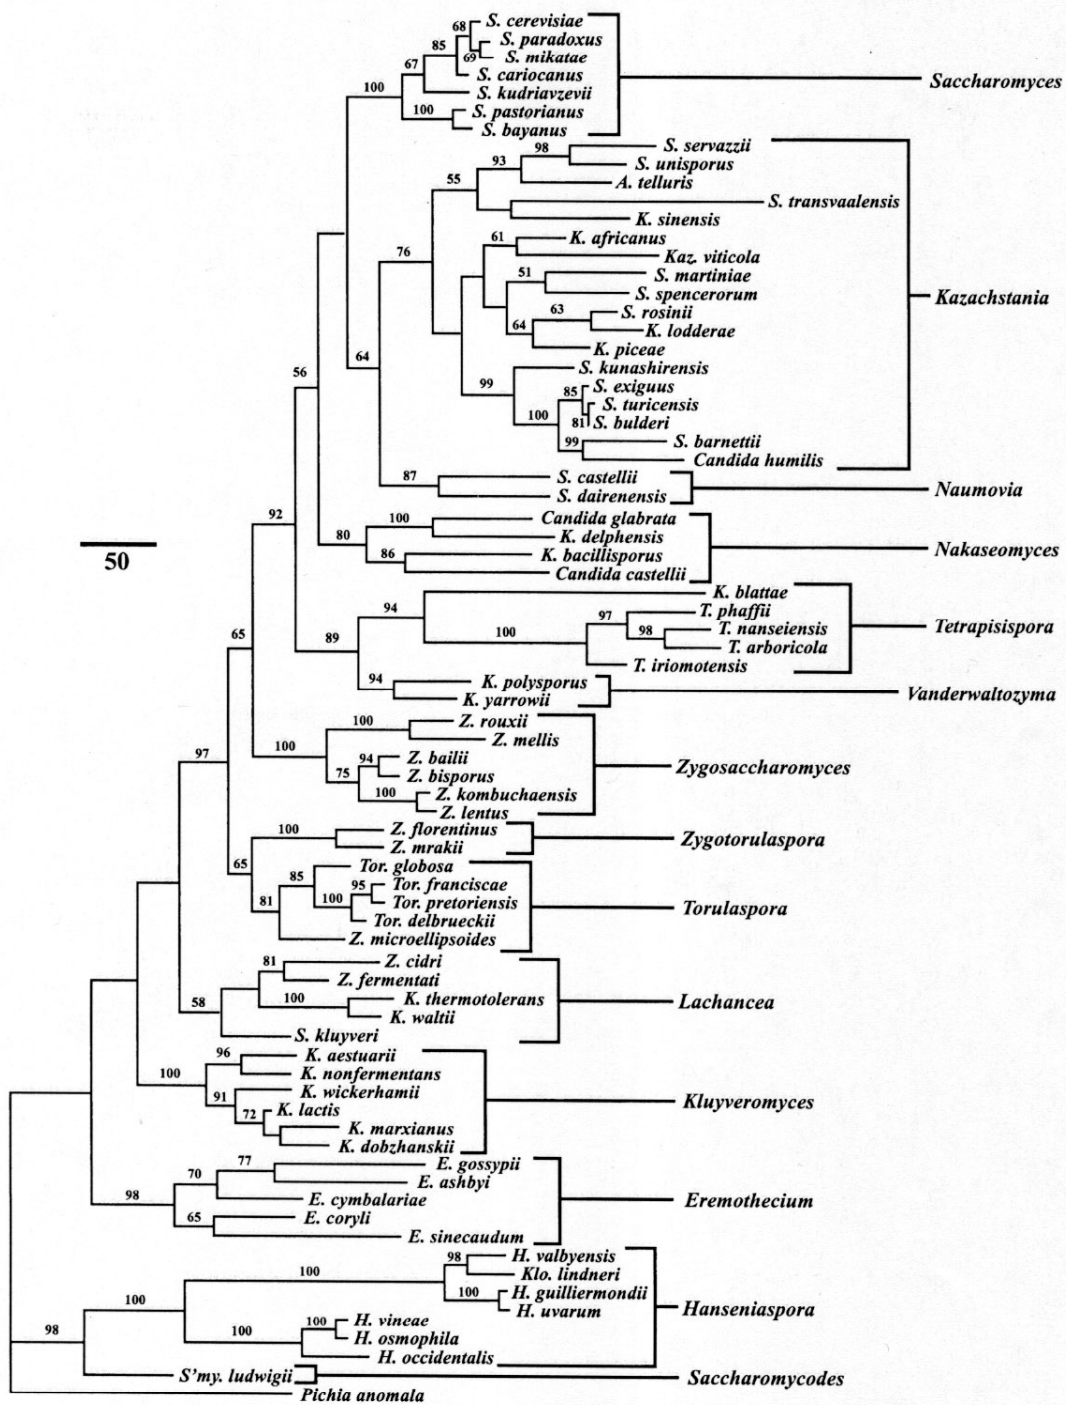 68
S. cerevisiae
85
S. paradoxus
69
S. mikatae
67
S. cariocanus
Saccharomyces
100
S. kudriavzevii
100
S. pastorianus
S. bayanus
98
S. servazzii
93
S. unisporus
55
A. telluris
S. transvaalensis
K. sinensis
76
61
K. africanus
Kaz. viticola
51
S. martiniae
S. spencerorum
Kazachstania
63
S. rosinii
64
K. lodderae
K. piceae
64
S. kunashirensis
99
85
S. exiguus
S. turicensis
100
81
S. bulderi
99
S. barnettii
Candida humilis
56
87
S. castellii
S. dairenensis
Naumovia
92
100
Candida glabrata
80
K. delphensis
86
K. bacillisporus
Candida castellii
Nakaseomyces
50
94
K. blattae
97
T. phaffii
100
98
T. nanseiensis
T. arboricola
T. iriomotensis
Tetrapisispora
65
89
94
K. polysporus
K. yarrowii
Vanderwaltozyma
100
Z. rouxii
100
Z. mellis
94
Z. bailii
75
Z. bisporus
100
Z. kombuchaensis
Z. lentus
Zygosaccharomyces
97
100
Z. florentinus
Z. mrakii
Zygotorulaspora
65
85
Tor. globosa
95
Tor. franciscae
81
100
Tor. pretoriensis
Tor. delbrueckii
Z. microellipsoides
Torulaspora
81
Z. cidri
Z. fermentati
58
100
K. thermotolerans
K. waltii
S. kluyveri
Lachancea
96
K. aestuarii
100
K. nonfermentans
91
K. wickerhamii
72
K. lactis
K. marxianus
K. dobzhanskii
Kluyveromyces
77
E. gossypii
70
E. ashbyi
98
E. cymbalariae
65
E. coryli
E. sinecaudum
Eremothecium
98
H. valbyensis
100
Klo. lindneri
100
H. guilliermondii
100
H. uvarum
100
H. vineae
100
H. osmophila
H. occidentalis
Hanseniaspora
98
S'my. ludwigii
Saccharomycodes
Pichia anomala